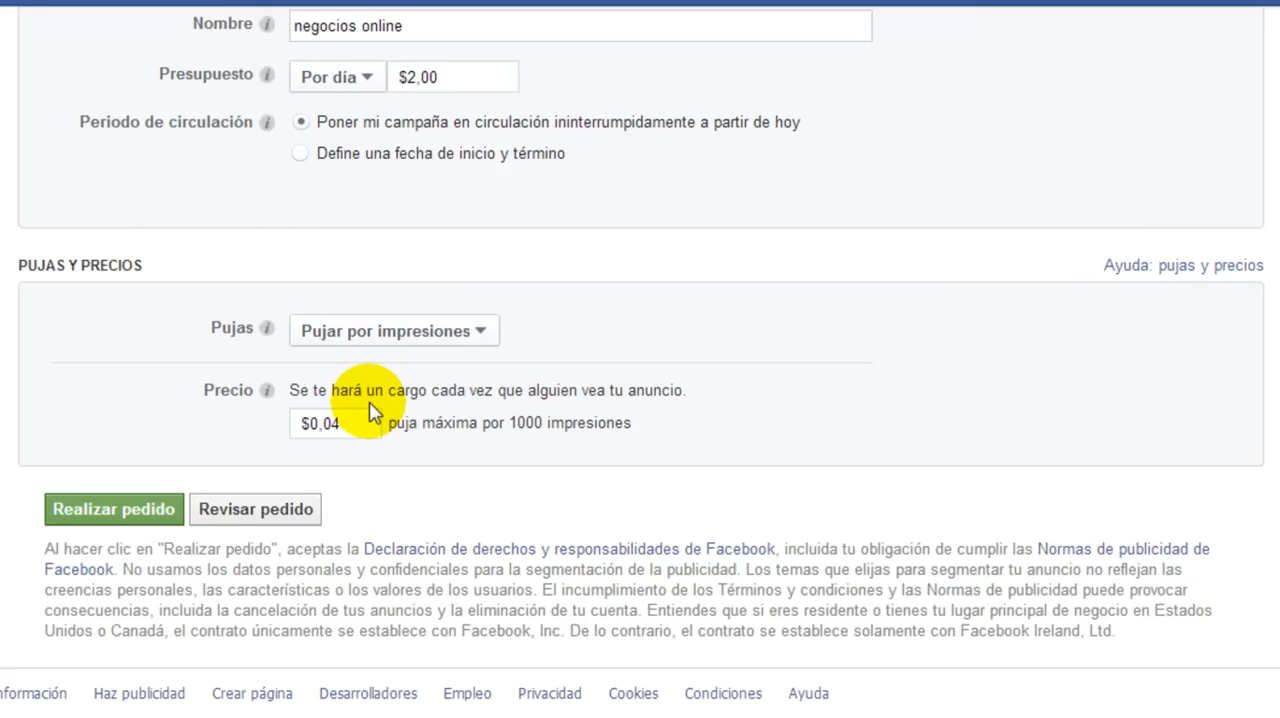 Nombre
negocios online
Presupuesto
Por día
$2,00
Periodo de circulación
Poner mi campaña en circulación ininterrumpidamente a partir de hoy
Define una fecha de inicio y término
PUJAS Y PRECIOS
Ayuda: pujas y precios
Pujas
Pujar por impresiones
Precio
Se te hará un cargo cada vez que alguien vea tu anuncio.
$0,04
puja máxima por 1000 impresiones
Realizar pedido
Revisar pedido
Al hacer clic en "Realizar pedido", aceptas la Declaración de derechos y responsabilidades de Facebook, incluida tu obligación de cumplir las Normas de publicidad de
Facebook. No usamos los datos personales y confidenciales para la segmentación de la publicidad. Los temas que elijas para segmentar tu anuncio no reflejan las
creencias personales, las características o los valores de los usuarios. El incumplimiento de los Términos y condiciones y las Normas de publicidad puede provocar
consecuencias, incluida la cancelación de tus anuncios y la eliminación de tu cuenta. Entiendes que si eres residente o tienes tu lugar principal de negocio en Estados
Unidos o Canadá, el contrato únicamente se establece con Facebook, Inc. De lo contrario, el contrato se establece solamente con Facebook Ireland, Ltd.
nformación
Haz publicidad
Crear página
Desarrolladores
Empleo
Privacidad
Cookies
Condiciones
Ayuda